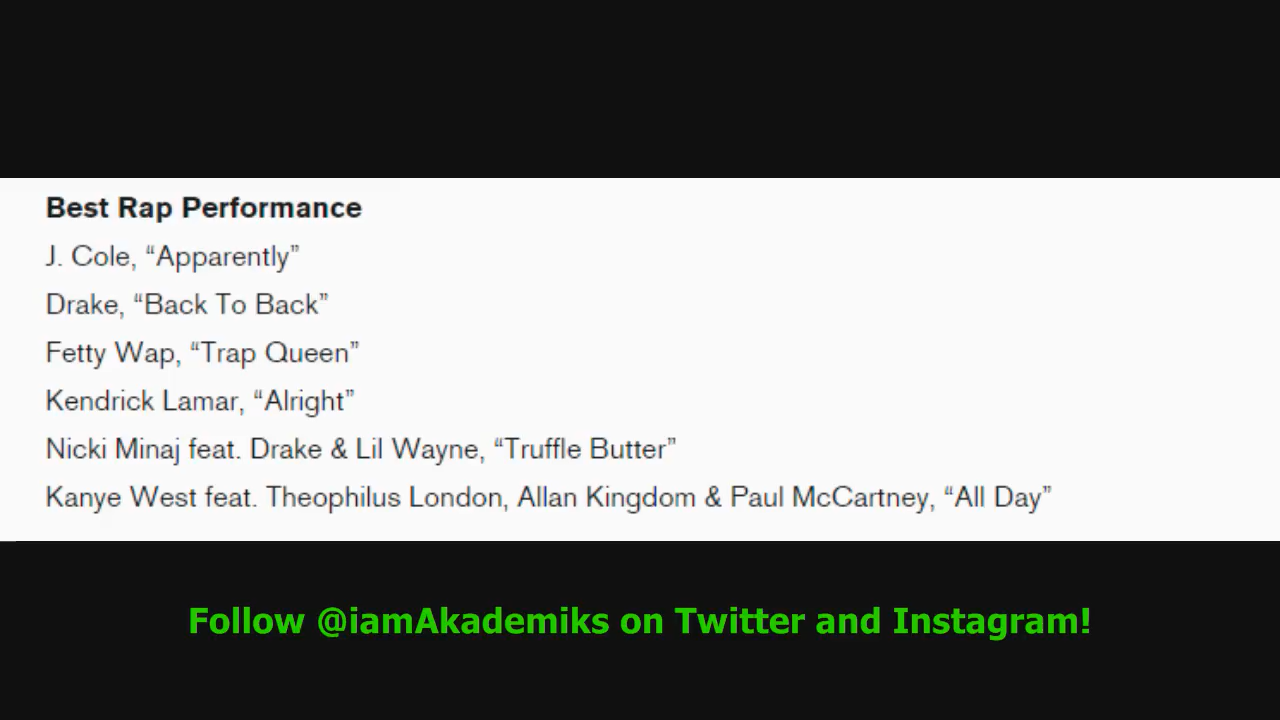 Best Rap Performance
J. Cole, “Apparently”
Drake, “Back To Back”
Fetty Wap, “Trap Queen”
Kendrick Lamar, “Alright”
Nicki Minaj feat. Drake & Lil Wayne, “Truffle Butter”
Kanye West feat. Theophilus London, Allan Kingdom & Paul McCartney, “All Day”
Follow @iamAkademiks on Twitter and Instagram!